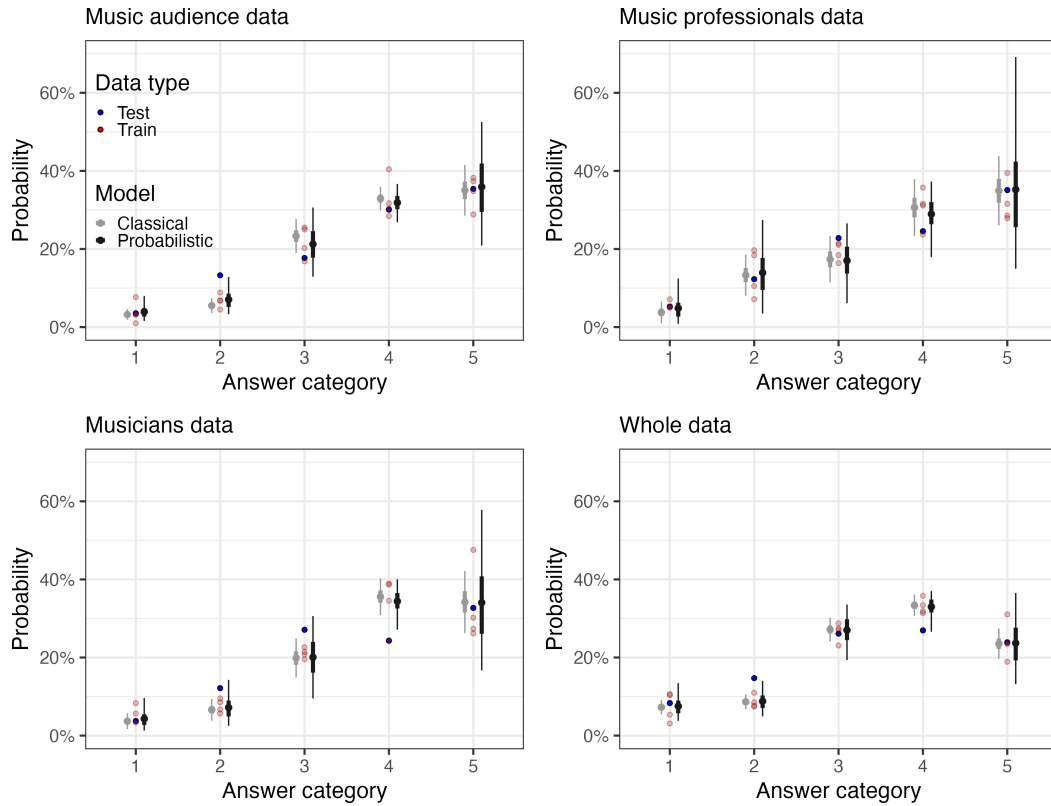 Music audience data
Probability
60%
40%
20%
0%
Data type
Test
Train
Model
Classical
Probabilistic
1 2 3 4 5
Answer category
Music professionals data
Probability
60%
40%
20%
0%
1 2 3 4 5
Answer category
Musicians data
Probability
60%
40%
20%
0%
1 2 3 4 5
Answer category
Whole data
Probability
60%
40%
20%
0%
1 2 3 4 5
Answer category